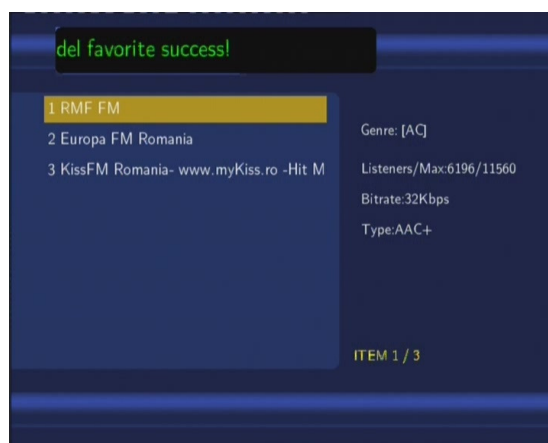 del favorite success!
1 RMF FM
2 Europa FM Romania
3 KissFM Romania- www.myKiss.ro -Hit M
Genre: [AC]
Listeners/Max:6196/11560
Bitrate:32Kbps
Type:AAC+
ITEM 1 / 3